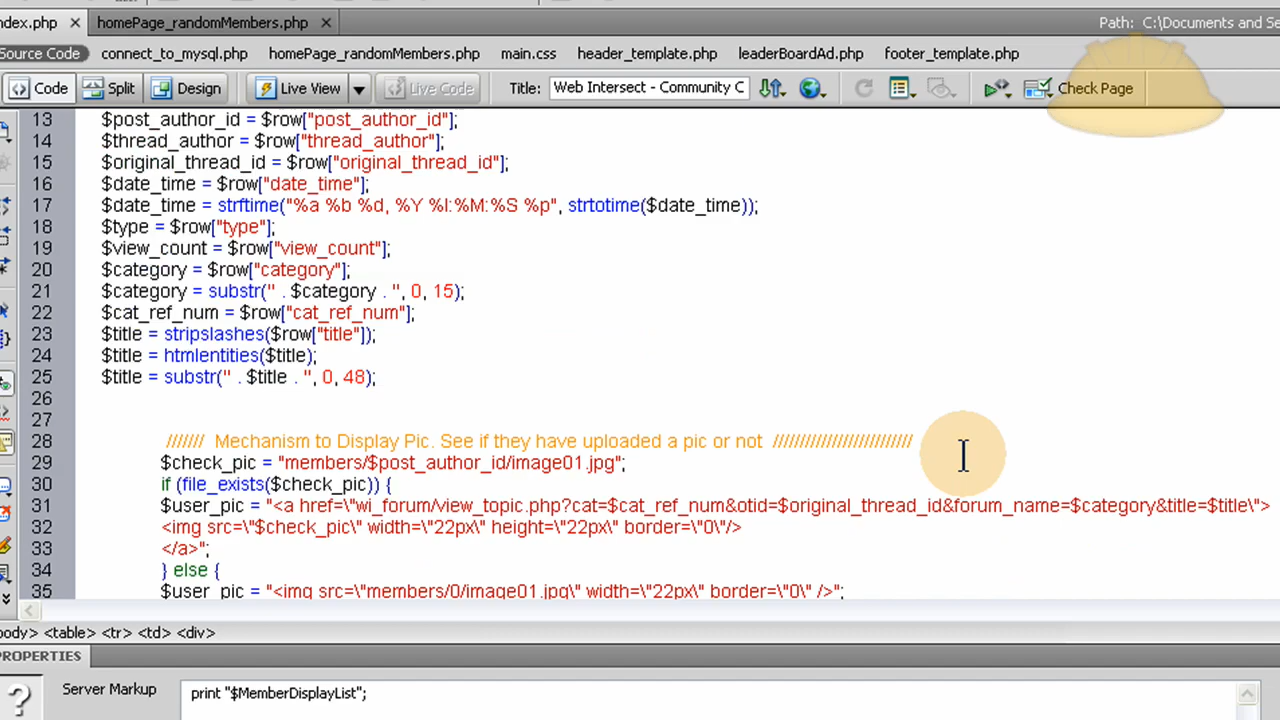 ndex.php
homePage_randomMembers.php
Path: C:\Documents and Se
Source Code connect_to_mysql.php homePage_randomMembers.php main.css header_template.php leaderBoardAd.php footer_template.php
Code Split Design Live View Live Code Title: Web Intersect - Community C Check Page
13 $post_author_id = $row["post_author_id"];
14 $thread_author = $row["thread_author"];
15 $original_thread_id = $row["original_thread_id"];
16 $date_time = $row["date_time"];
17 $date_time = strftime("%a %b %d, %Y %I:%M:%S %p", strtotime($date_time));
18 $type = $row["type"];
19 $view_count = $row["view_count"];
20 $category = $row["category"];
21 $category = substr('' . $category . '', 0, 15);
22 $cat_ref_num = $row["cat_ref_num"];
23 $title = stripslashes($row["title"]);
24 $title = htmlentities($title);
25 $title = substr('' . $title . '', 0, 48);
26
27
28 /////// Mechanism to Display Pic. See if they have uploaded a pic or not //////////////////////////
29 $check_pic = "members/$post_author_id/image01.jpg";
30 if (file_exists($check_pic)) {
31 $user_pic = "<a href=\"wi_forum/view_topic.php?cat=$cat_ref_num&otid=$original_thread_id&forum_name=$category&title=$title\">
32 <img src=\"$check_pic\" width=\"22px\" height=\"22px\" border=\"0\"/>
33 </a>";
34 } else {
35 $user_pic = "<img src=\"members/0/image01.jpg\" width=\"22px\" border=\"0\" />";
ody> <table> <tr> <td> <div>
PROPERTIES
Server Markup print "$MemberDisplayList";